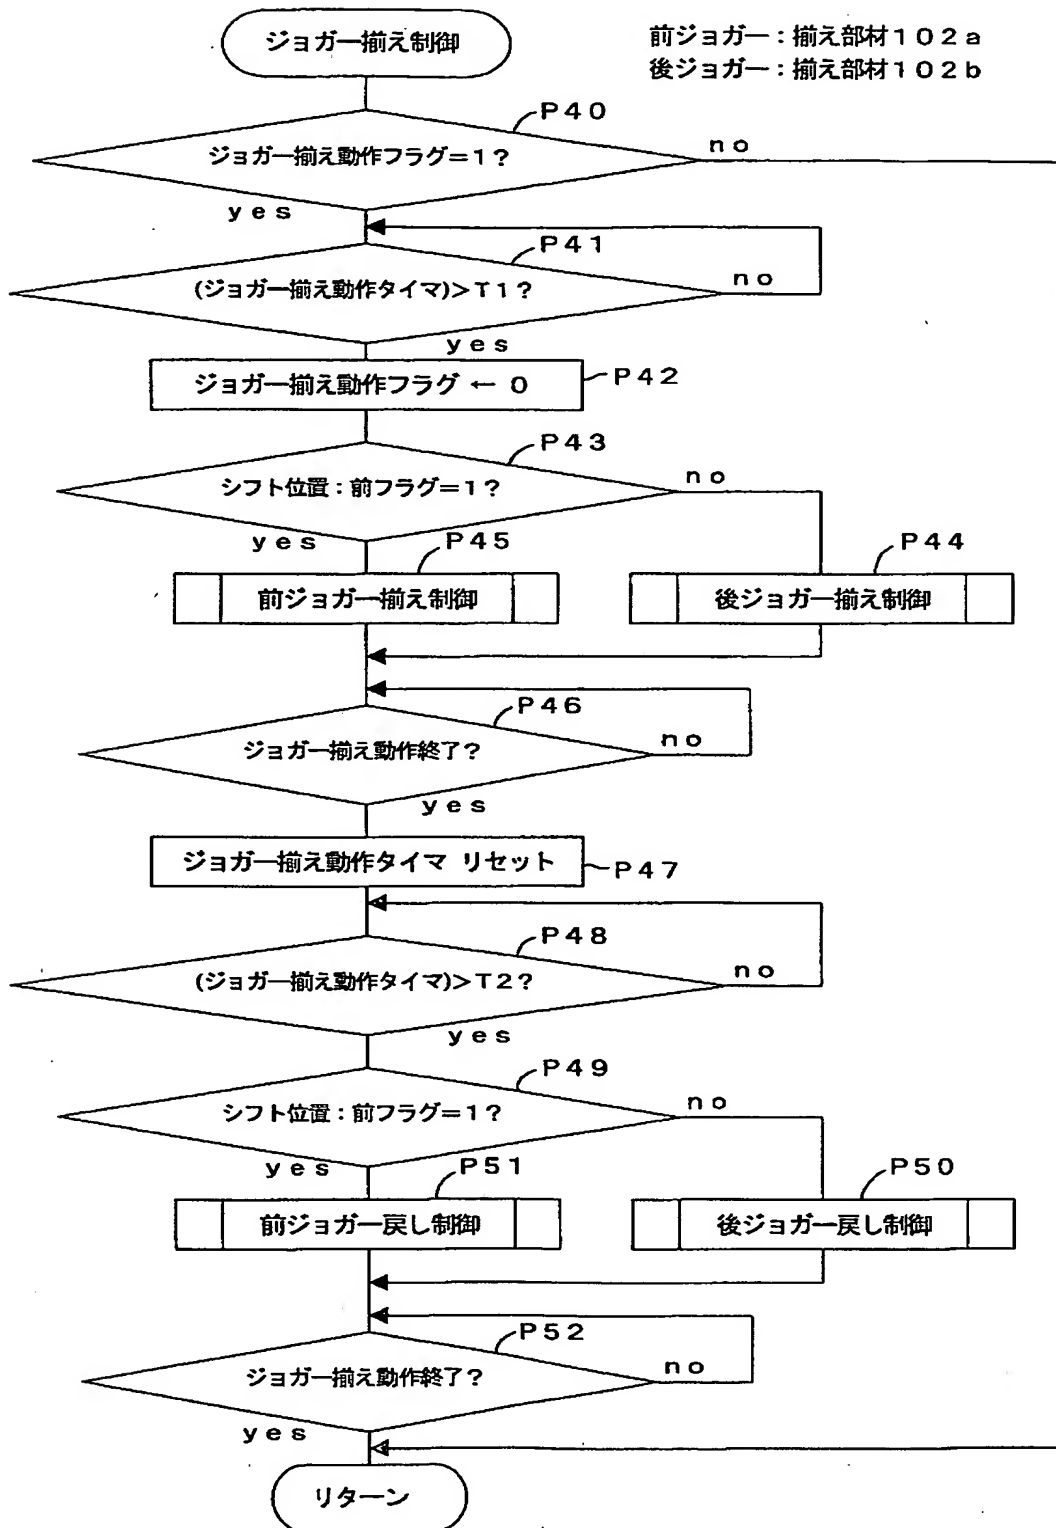 ジョガー揃え制御
前ジョガー：揃え部材１０２ａ
後ジョガー：揃え部材１０２ｂ
Ｐ４０
ジョガー揃え動作フラグ＝１？
ｎｏ
ｙｅｓ
Ｐ４１
(ジョガー揃え動作タイマ)＞Ｔ１？
ｎｏ
ｙｅｓ
ジョガー揃え動作フラグ ← ０
Ｐ４２
Ｐ４３
シフト位置：前フラグ＝１？
ｎｏ
ｙｅｓ
Ｐ４５
Ｐ４４
前ジョガー揃え制御
後ジョガー揃え制御
Ｐ４６
ジョガー揃え動作終了？
ｎｏ
ｙｅｓ
ジョガー揃え動作タイマ リセット
Ｐ４７
Ｐ４８
(ジョガー揃え動作タイマ)＞Ｔ２？
ｎｏ
ｙｅｓ
Ｐ４９
シフト位置：前フラグ＝１？
ｎｏ
ｙｅｓ
Ｐ５１
Ｐ５０
前ジョガー戻し制御
後ジョガー戻し制御
Ｐ５２
ジョガー揃え動作終了？
ｎｏ
ｙｅｓ
リターン